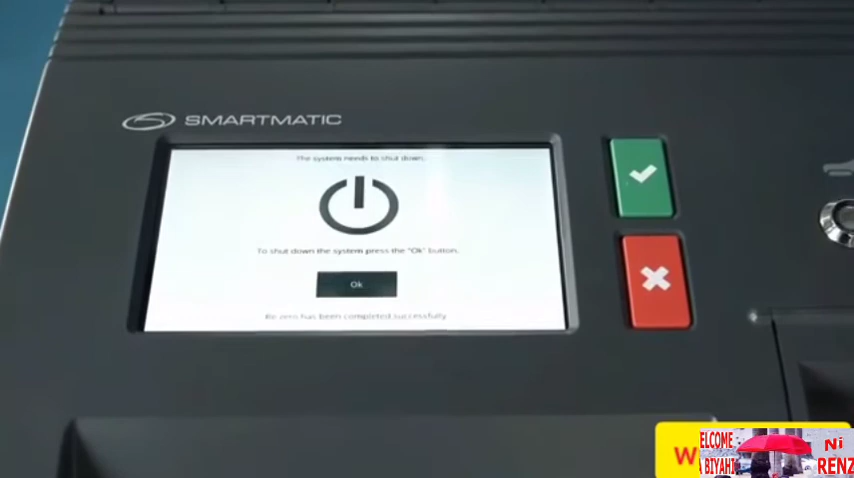 SMARTMATIC
The system needs to shut down.
To shut down the system press the "Ok" button.
Ok
Re-zero has been completed successfully
W
ELCOME
A BIYAHE
Ni
RENZ